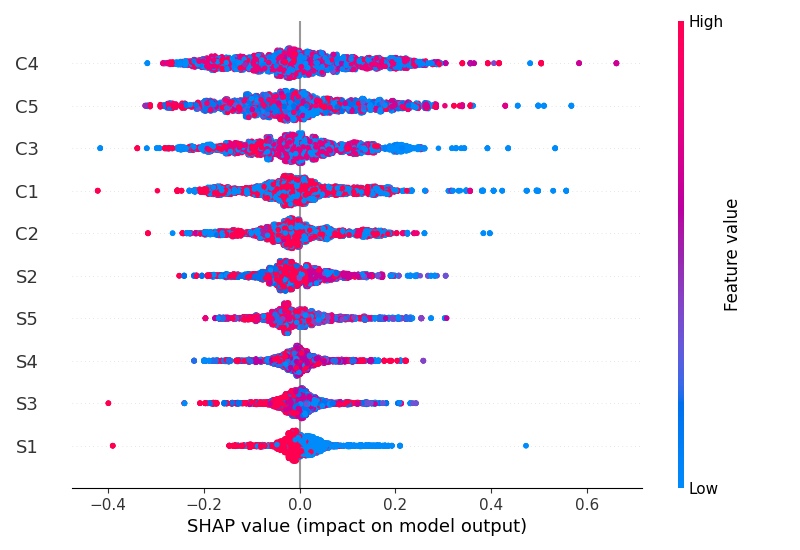 High
C4
C5
C3
C1
C2
S2
S5
S4
S3
S1
Feature value
Low
−0.4 −0.2 0.0 0.2 0.4 0.6
SHAP value (impact on model output)